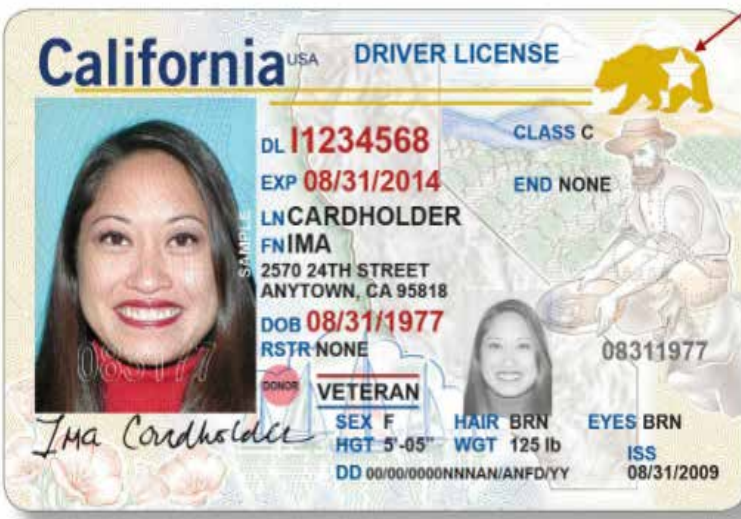 California USA DRIVER LICENSE
DL I1234568 CLASS C
EXP 08/31/2014 END NONE
LN CARDHOLDER
FN IMA
2570 24TH STREET
ANYTOWN, CA 95818
DOB 08/31/1977
RSTR NONE 08311977
SAMPLE
083177
DONOR VETERAN
Ima Cardholder
SEX F HAIR BRN EYES BRN
HGT 5'-05" WGT 125 lb ISS
DD 00/00/0000NNNAN/ANFD/YY 08/31/2009